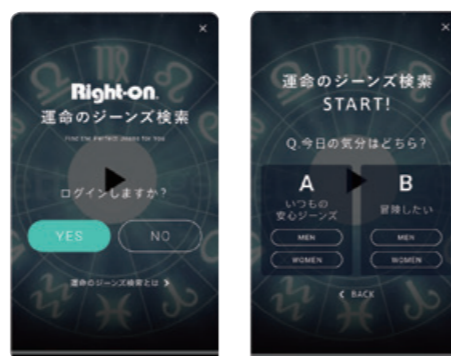 ×
Right-on.
運命のジーンズ検索
Find the Perfect Jeans for You
ログインしますか?
YES
NO
運命のジーンズ検索とは ❯
×
運命のジーンズ検索
START!
Q.今日の気分はどちら?
A
いつもの
安心ジーンズ
MEN
WOMEN
B
冒険したい
MEN
WOMEN
❮ BACK